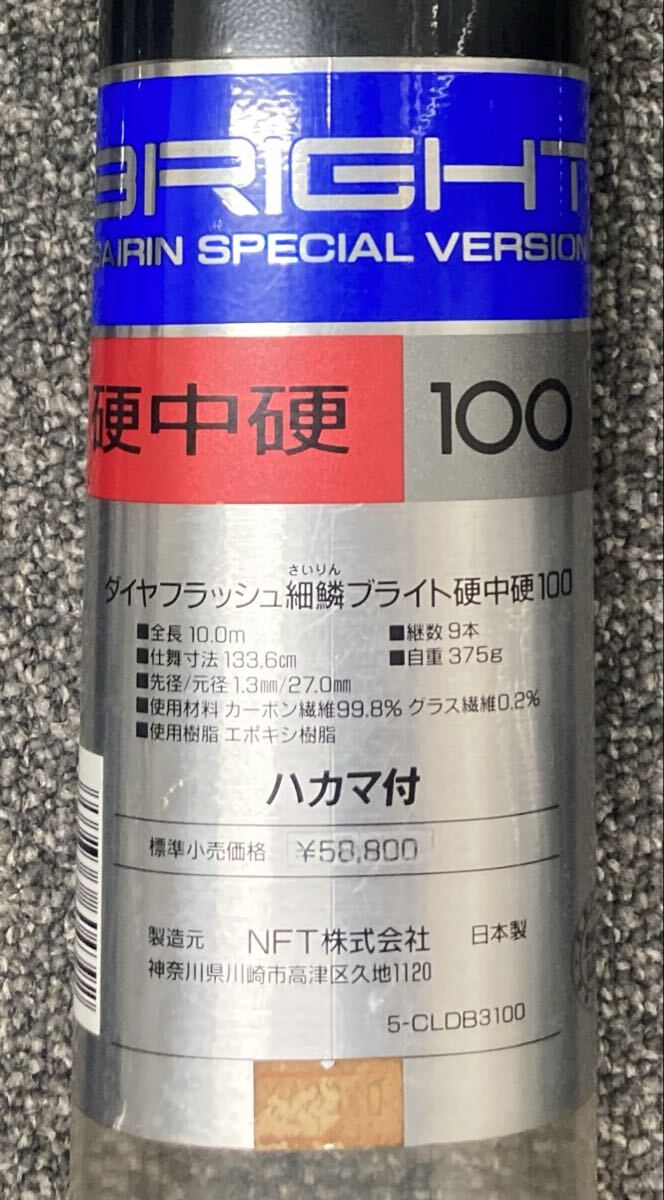 BRIGHT
SAIRIN SPECIAL VERSION
硬中硬 100
さいりん
ダイヤフラッシュ細鱗ブライト硬中硬100
■全長 10.0m ■継数 9本
■仕舞寸法 133.6cm ■自重 375g
■先径/元径 1.3mm/27.0mm
■使用材料 カーボン繊維99.8% グラス繊維0.2%
■使用樹脂 エポキシ樹脂
ハカマ付
標準小売価格 ¥58,800
製造元 NFT株式会社 日本製
神奈川県川崎市高津区久地1120
5-CLDB3100